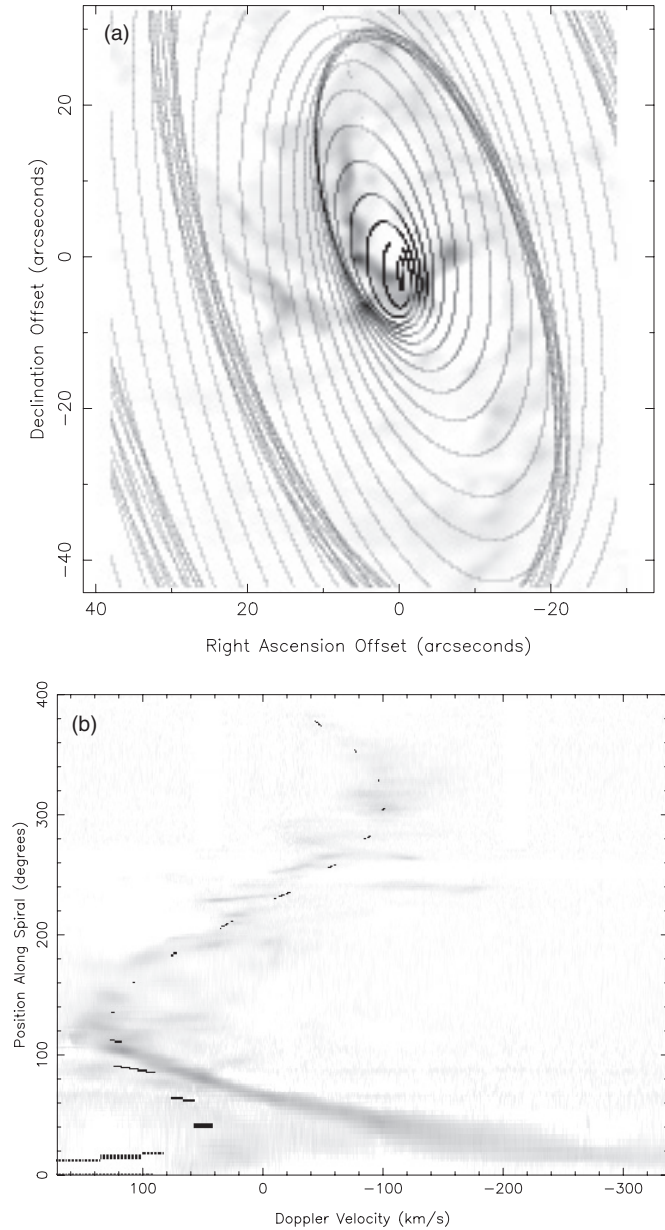 (a)
20
0
−20
−40
Declination Offset (arcseconds)
40 20 0 −20
Right Ascension Offset (arcseconds)
(b)
400
300
200
100
0
Position Along Spiral (degrees)
100 0 −100 −200 −300
Doppler Velocity (km/s)